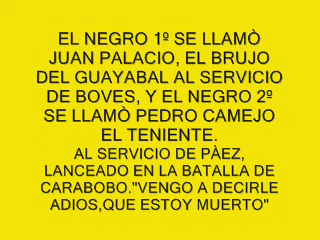 EL NEGRO 1º SE LLAMÒ
JUAN PALACIO, EL BRUJO
DEL GUAYABAL AL SERVICIO
DE BOVES, Y EL NEGRO 2º
SE LLAMÒ PEDRO CAMEJO
EL TENIENTE.
AL SERVICIO DE PÀEZ,
LANCEADO EN LA BATALLA DE
CARABOBO."VENGO A DECIRLE
ADIOS,QUE ESTOY MUERTO"